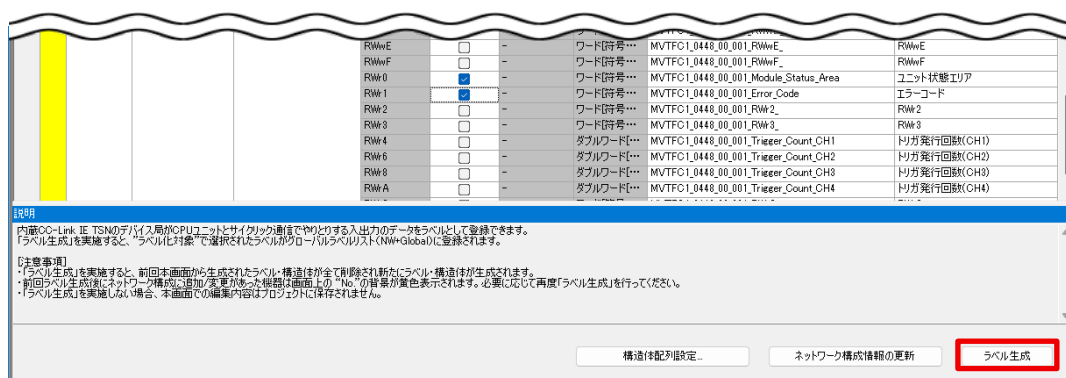 RWwE - ワード[符号… MVTFC1_0448_00_001_RWwE_ RWwE
RWwF - ワード[符号… MVTFC1_0448_00_001_RWwF_ RWwF
RWr0 - ワード[符号… MVTFC1_0448_00_001_Module_Status_Area ユニット状態エリア
RWr1 - ワード[符号… MVTFC1_0448_00_001_Error_Code エラーコード
RWr2 - ワード[符号… MVTFC1_0448_00_001_RWr2_ RWr2
RWr3 - ワード[符号… MVTFC1_0448_00_001_RWr3_ RWr3
RWr4 - ダブルワード[… MVTFC1_0448_00_001_Trigger_Count_CH1 トリガ発行回数(CH1)
RWr6 - ダブルワード[… MVTFC1_0448_00_001_Trigger_Count_CH2 トリガ発行回数(CH2)
RWr8 - ダブルワード[… MVTFC1_0448_00_001_Trigger_Count_CH3 トリガ発行回数(CH3)
RWrA - ダブルワード[… MVTFC1_0448_00_001_Trigger_Count_CH4 トリガ発行回数(CH4)
説明
内蔵CC-Link IE TSNのデバイス局がCPUユニットとサイクリック通信でやりとりする入出力のデータをラベルとして登録できます。
「ラベル生成」を実施すると、"ラベル化対象"で選択されたラベルがグローバルラベルリスト(NW+Global)に登録されます。
[注意事項]
・「ラベル生成」を実施すると、前回本画面から生成されたラベル・構造体が全て削除され新たにラベル・構造体が生成されます。
・前回ラベル生成後にネットワーク構成に追加/変更があった機器は画面上の "No."の背景が黄色表示されます。必要に応じて再度「ラベル生成」を行ってください。
・「ラベル生成」を実施しない場合、本画面での編集内容はプロジェクトに保存されません。
構造体配列設定... ネットワーク構成情報の更新 ラベル生成